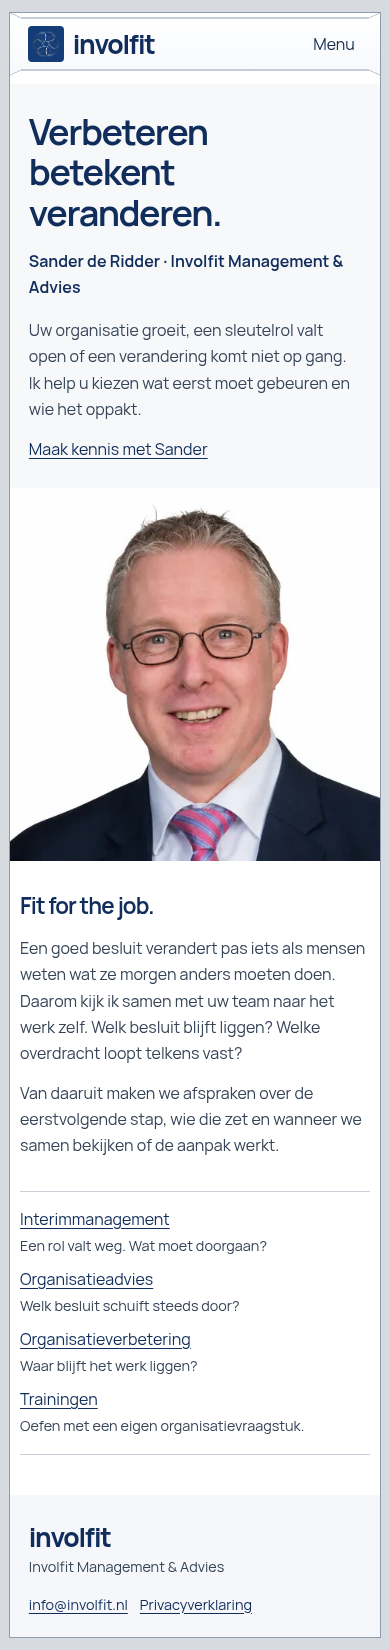 involfit
Menu
Verbeteren
betekent
veranderen.
Sander de Ridder · Involfit Management &
Advies
Uw organisatie groeit, een sleutelrol valt
open of een verandering komt niet op gang.
Ik help u kiezen wat eerst moet gebeuren en
wie het oppakt.
Maak kennis met Sander
Fit for the job.
Een goed besluit verandert pas iets als mensen
weten wat ze morgen anders moeten doen.
Daarom kijk ik samen met uw team naar het
werk zelf. Welk besluit blijft liggen? Welke
overdracht loopt telkens vast?
Van daaruit maken we afspraken over de
eerstvolgende stap, wie die zet en wanneer we
samen bekijken of de aanpak werkt.
Interimmanagement
Een rol valt weg. Wat moet doorgaan?
Organisatieadvies
Welk besluit schuift steeds door?
Organisatieverbetering
Waar blijft het werk liggen?
Trainingen
Oefen met een eigen organisatievraagstuk.
involfit
Involfit Management & Advies
info@involfit.nl Privacyverklaring